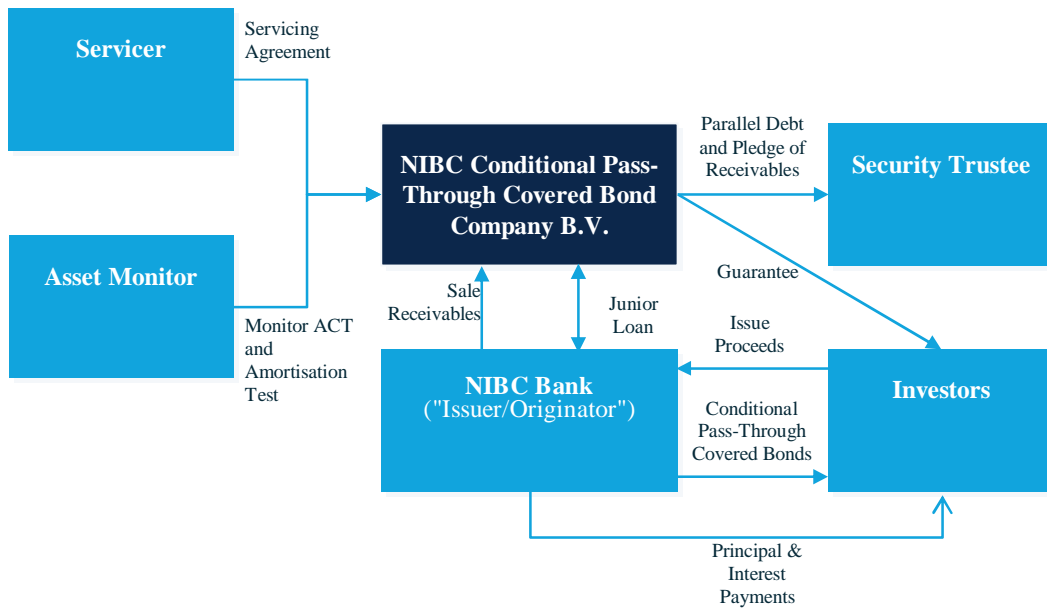 Servicer
Servicing
Agreement
NIBC Conditional Pass-
Through Covered Bond
Company B.V.
Parallel Debt
and Pledge of
Receivables
Security Trustee
Asset Monitor
Monitor ACT
and
Amortisation
Test
Sale
Receivables
Junior
Loan
Guarantee
Issue
Proceeds
NIBC Bank
("Issuer/Originator")
Investors
Conditional
Pass-Through
Covered Bonds
Principal &
Interest
Payments